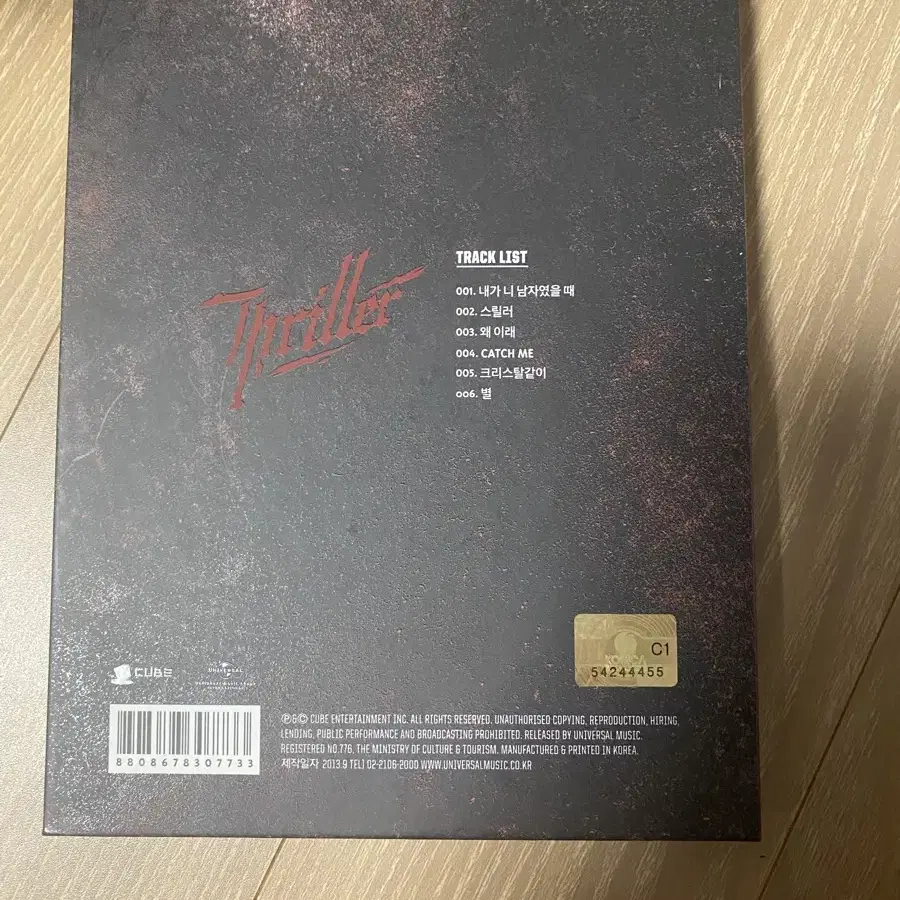 Thriller
TRACK LIST
001. 내가 니 남자였을 때
002. 스릴러
003. 왜 이래
004. CATCH ME
005. 크리스탈같이
006. 별
CUBE
UNIVERSAL
C1
54244455
8808678307733
℗&© CUBE ENTERTAINMENT INC. ALL RIGHTS RESERVED. UNAUTHORISED COPYING, REPRODUCTION, HIRING,
LENDING, PUBLIC PERFORMANCE AND BROADCASTING PROHIBITED. RELEASED BY UNIVERSAL MUSIC.
REGISTERED NO.776, THE MINISTRY OF CULTURE & TOURISM. MANUFACTURED & PRINTED IN KOREA.
제작일자 2013.9 TEL) 02-2106-2000 WWW.UNIVERSALMUSIC.CO.KR